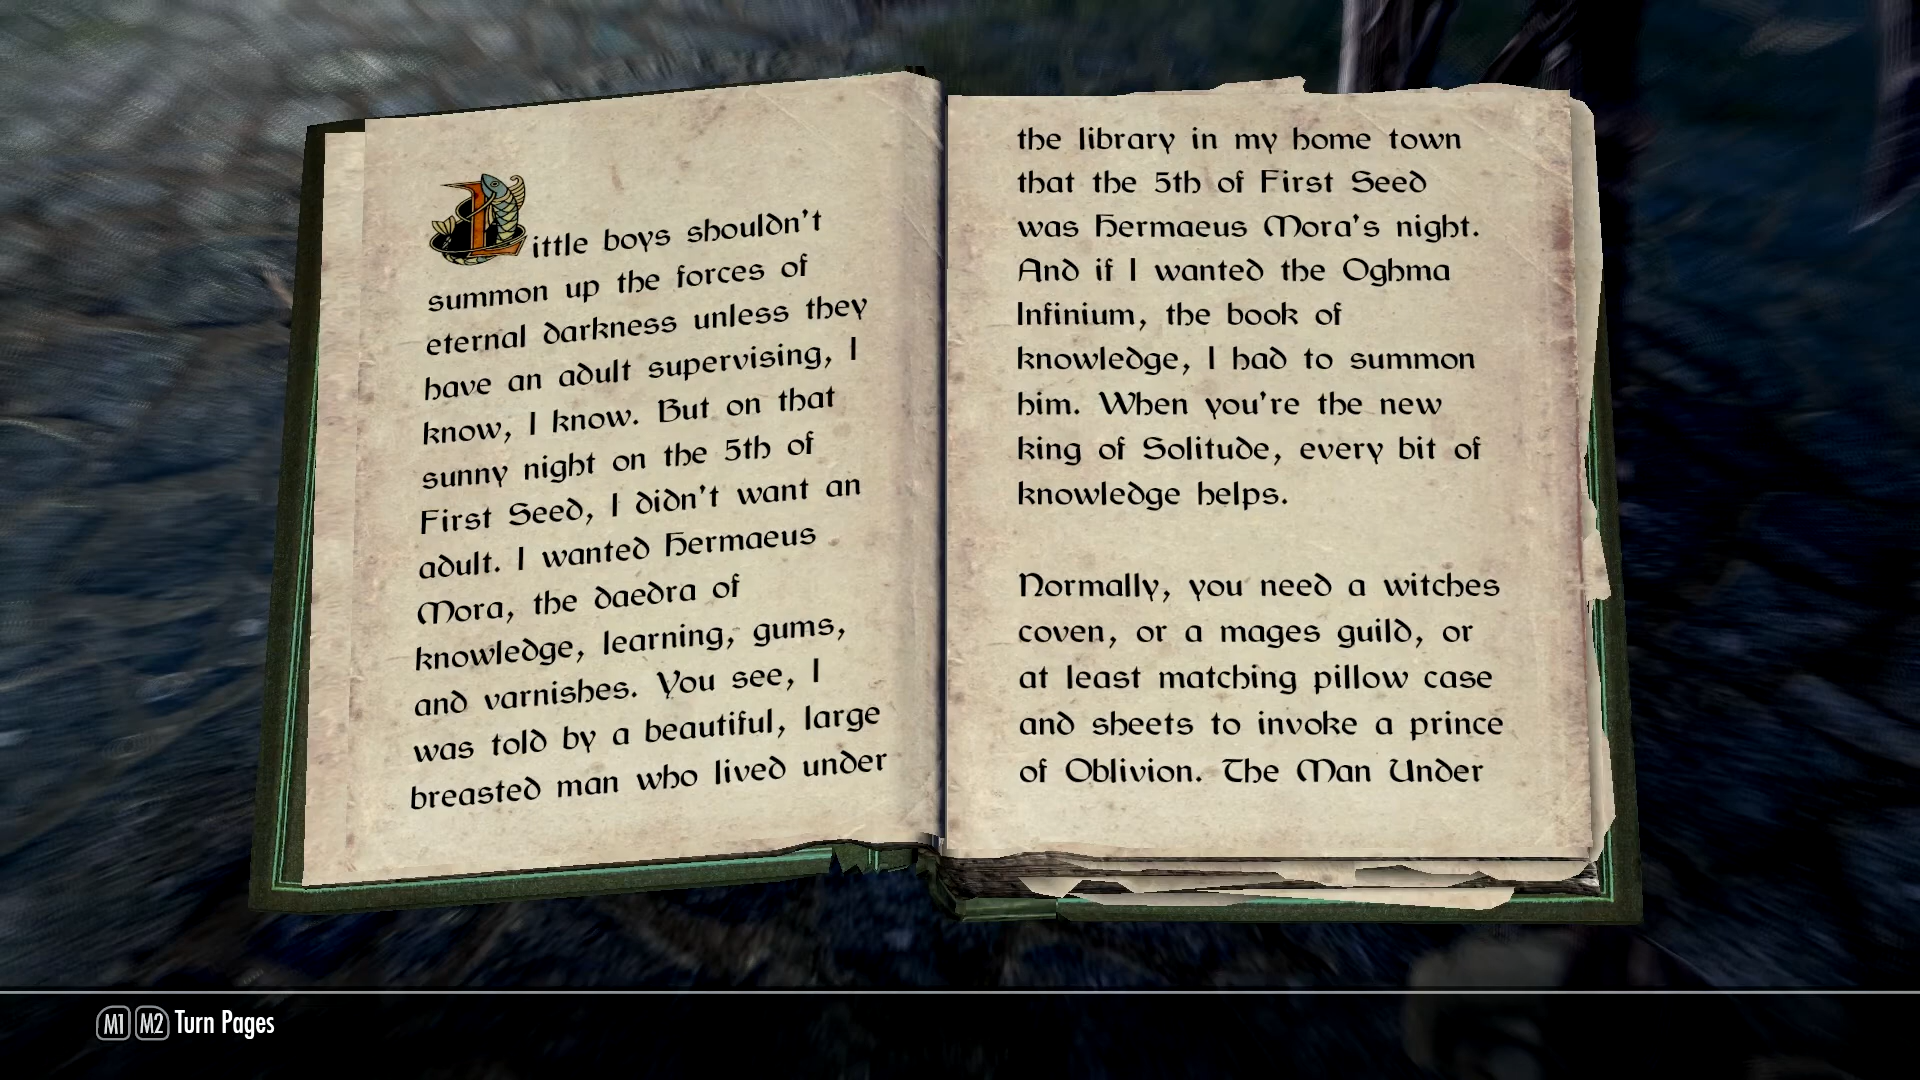 Little boys shouldn't
summon up the forces of
eternal darkness unless they
have an adult supervising, I
know, I know. But on that
sunny night on the 5th of
First Seed, I didn't want an
adult. I wanted Hermaeus
Mora, the daedra of
knowledge, learning, gums,
and varnishes. You see, I
was told by a beautiful, large
breasted man who lived under
the library in my home town
that the 5th of First Seed
was Hermaeus Mora's night.
And if I wanted the Oghma
Infinium, the book of
knowledge, I had to summon
him. When you're the new
king of Solitude, every bit of
knowledge helps.
Normally, you need a witches
coven, or a mages guild, or
at least matching pillow case
and sheets to invoke a prince
of Oblivion. The Man Under
M1 M2 Turn Pages